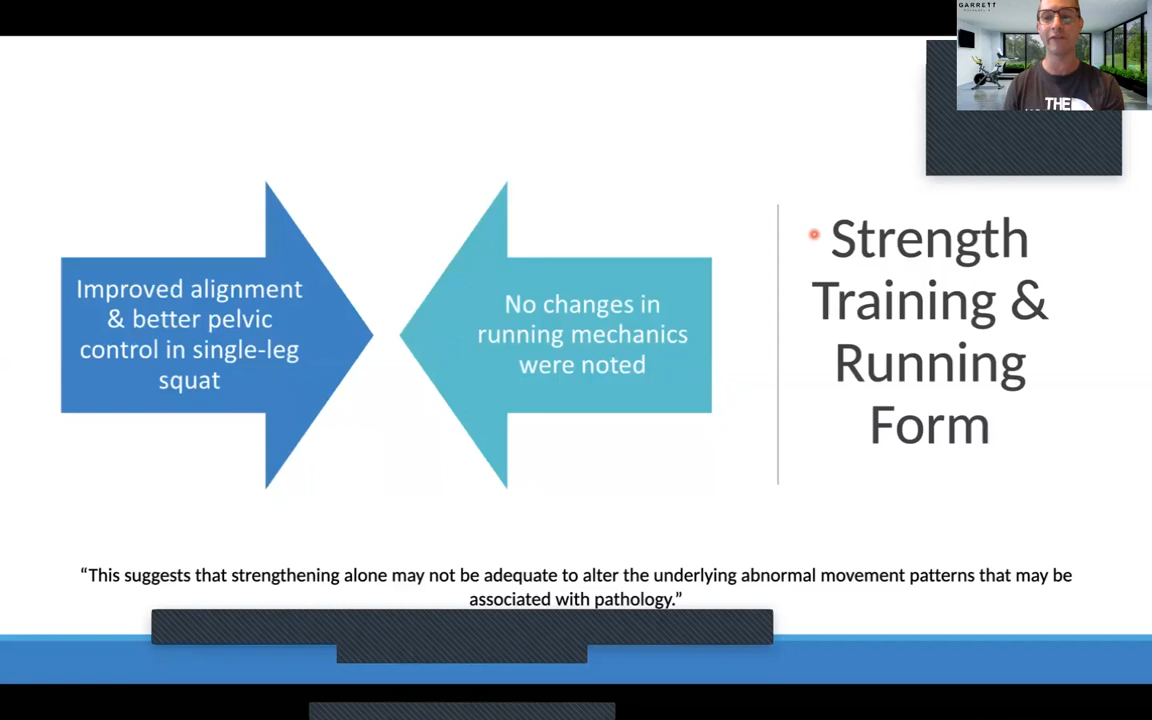 GARRETT
THE
Improved alignment
& better pelvic
control in single-leg
squat
No changes in
running mechanics
were noted
Strength
Training &
Running
Form
“This suggests that strengthening alone may not be adequate to alter the underlying abnormal movement patterns that may be
associated with pathology.”